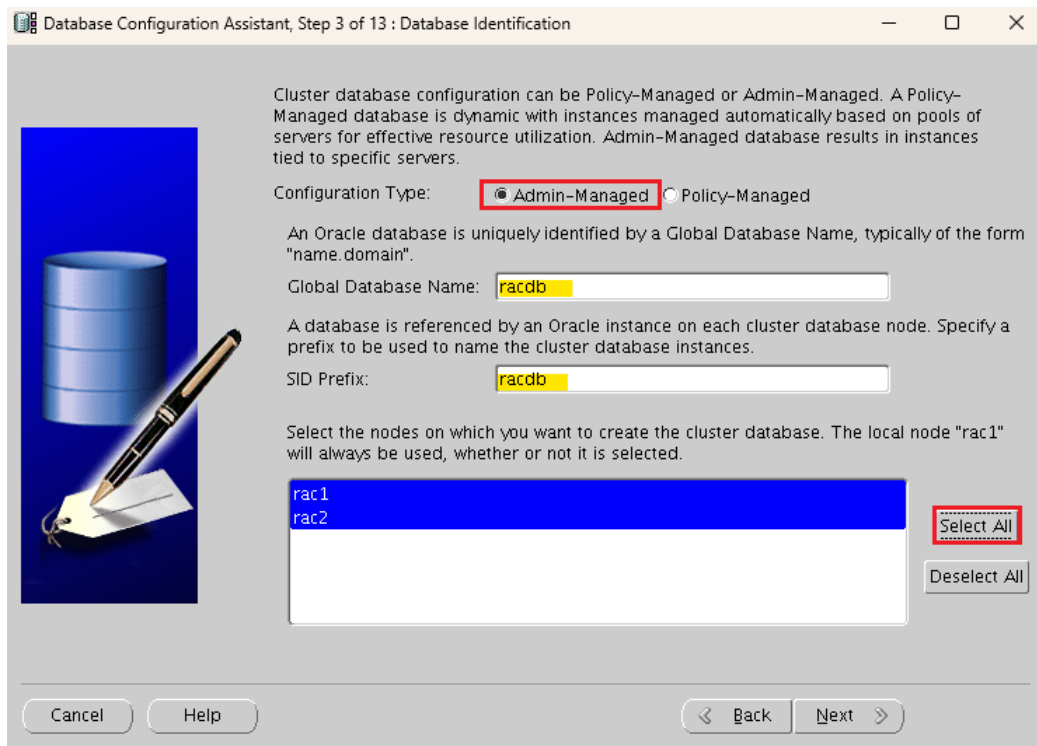 Database Configuration Assistant, Step 3 of 13 : Database Identification
Cluster database configuration can be Policy-Managed or Admin-Managed. A Policy-
Managed database is dynamic with instances managed automatically based on pools of
servers for effective resource utilization. Admin-Managed database results in instances
tied to specific servers.
Configuration Type: Admin-Managed Policy-Managed
An Oracle database is uniquely identified by a Global Database Name, typically of the form
"name.domain".
Global Database Name: racdb
A database is referenced by an Oracle instance on each cluster database node. Specify a
prefix to be used to name the cluster database instances.
SID Prefix: racdb
Select the nodes on which you want to create the cluster database. The local node "rac1"
will always be used, whether or not it is selected.
rac1
rac2
Select All
Deselect All
Cancel Help Back Next